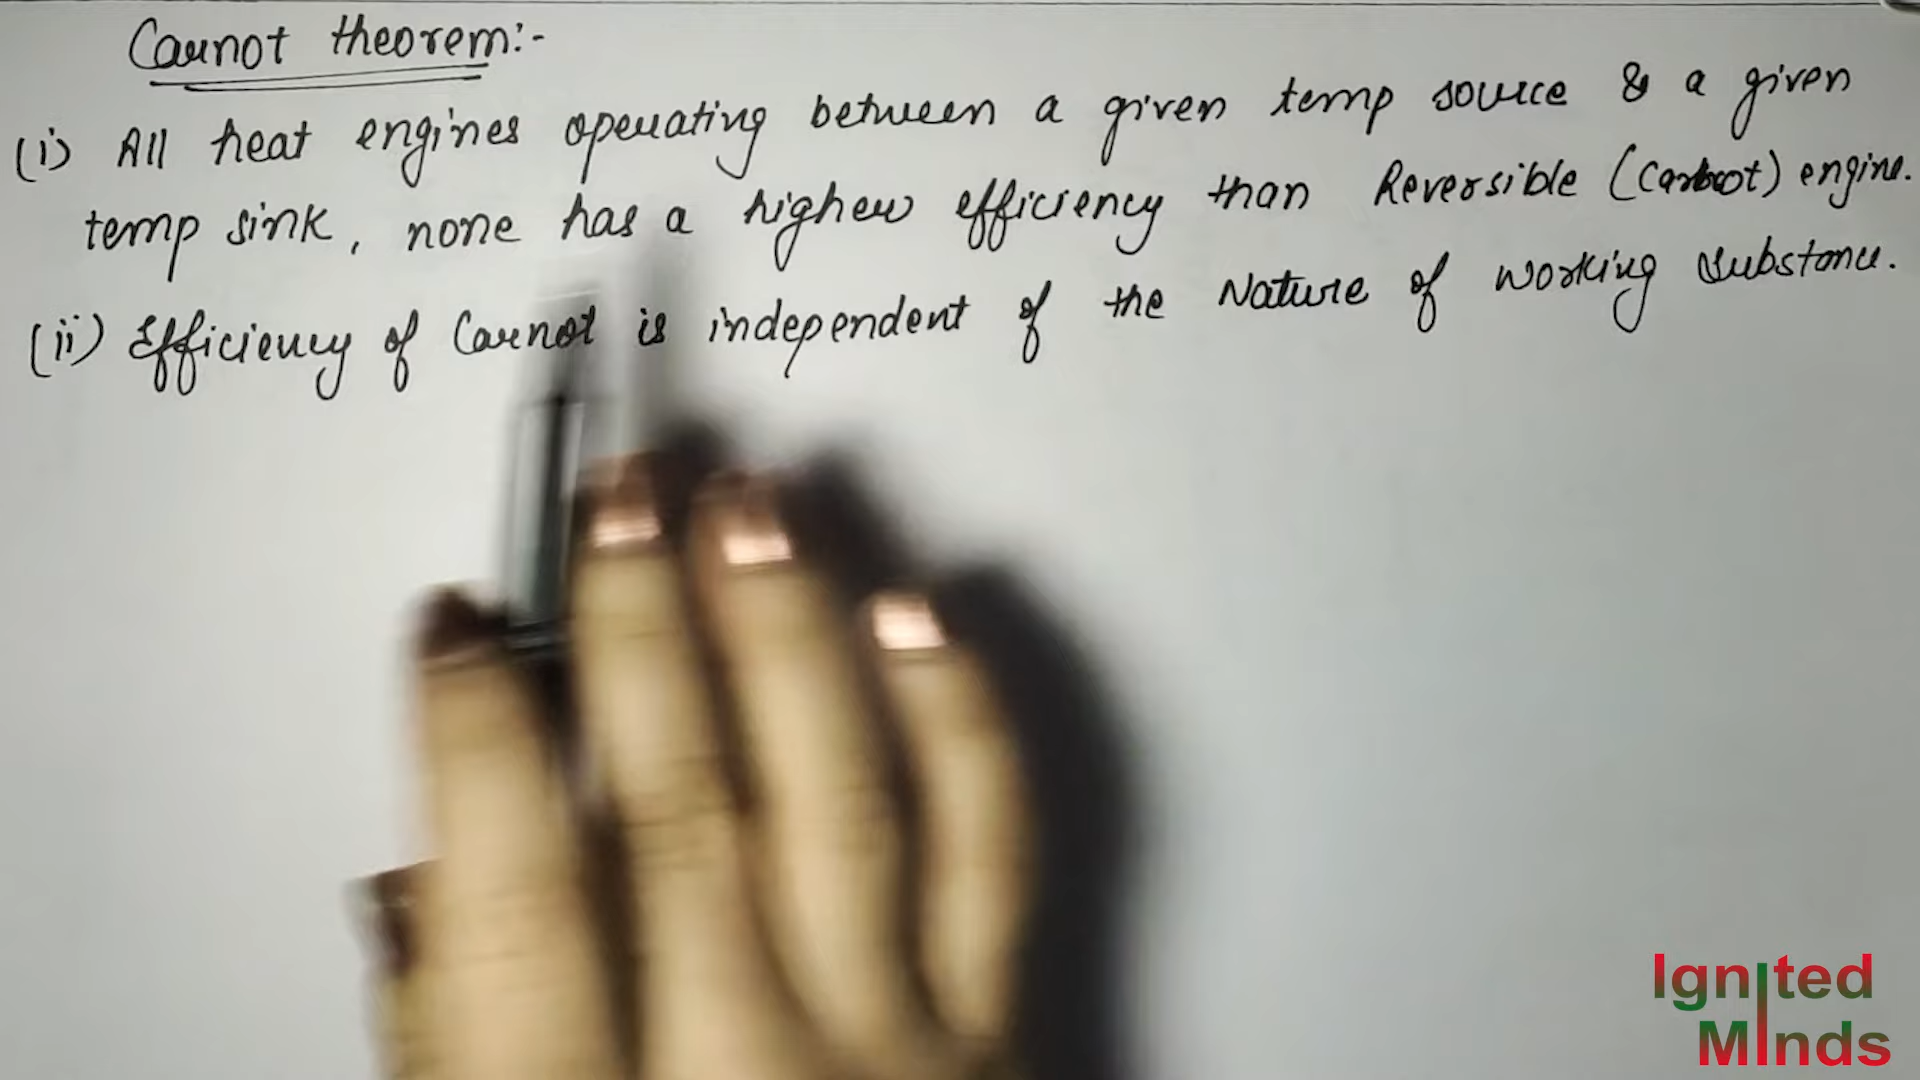 Carnot theorem:-
(i) All heat engines operating between a given temp source & a given
temp sink, none has a higher efficiency than Reversible (Carnot) engine.
(ii) Efficiency of Carnot is independent of the Nature of working substance.
Ignited
Minds